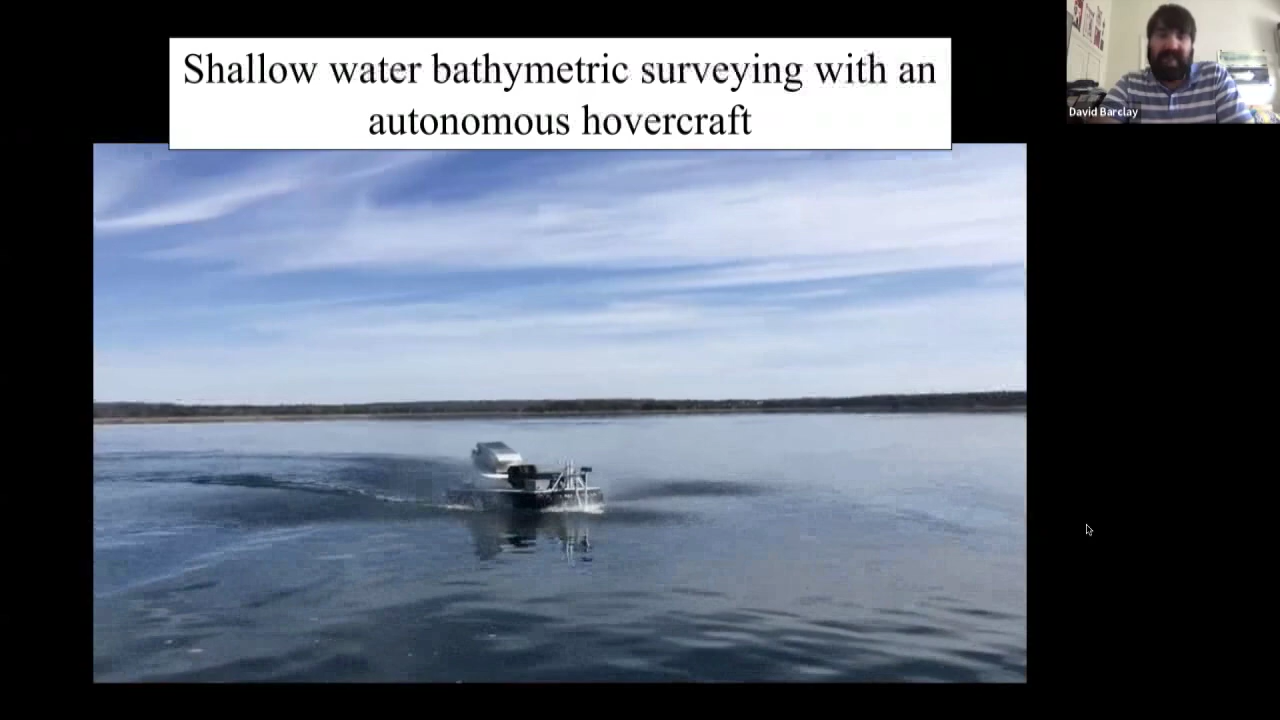 Shallow water bathymetric surveying with an
autonomous hovercraft
David Barclay